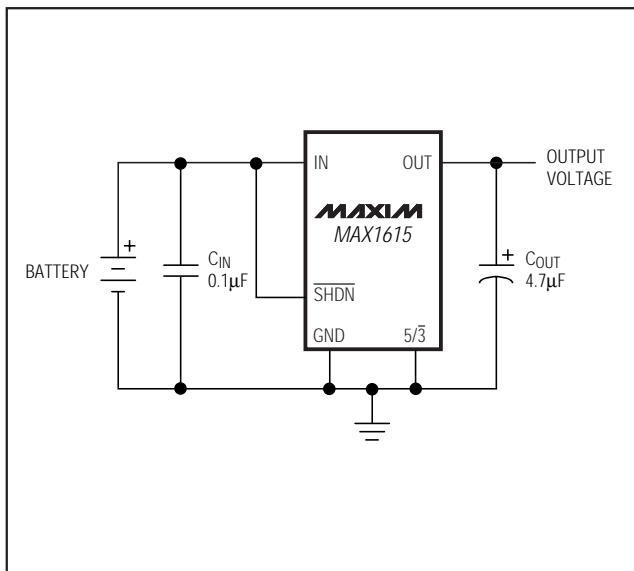 IN
OUT
OUTPUT
VOLTAGE
MAXIM
MAX1615
+
BATTERY
CIN
0.1µF
SHDN
+
COUT
4.7µF
GND
5/3̅